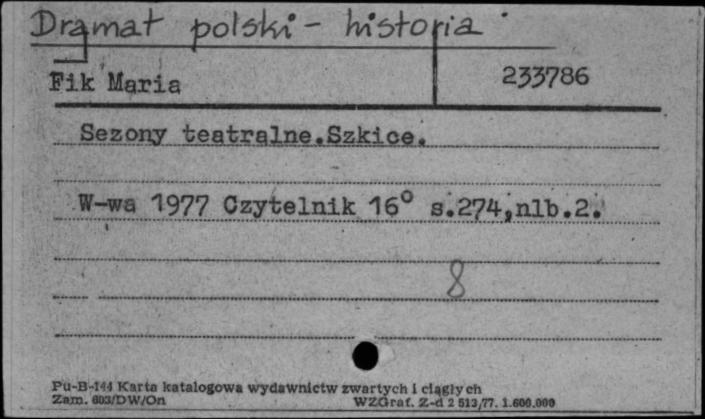 Dramat polski - historia
Fik Maria
233786
Sezony teatralne.Szkice.
W-wa 1977 Czytelnik 16° s.274,nlb.2.
8
Pu-B-144 Karta katalogowa wydawnictw zwartych i ciągłych
Zam. 603/DW/On WZGraf. Z-d 2 513/77. 1.600.000